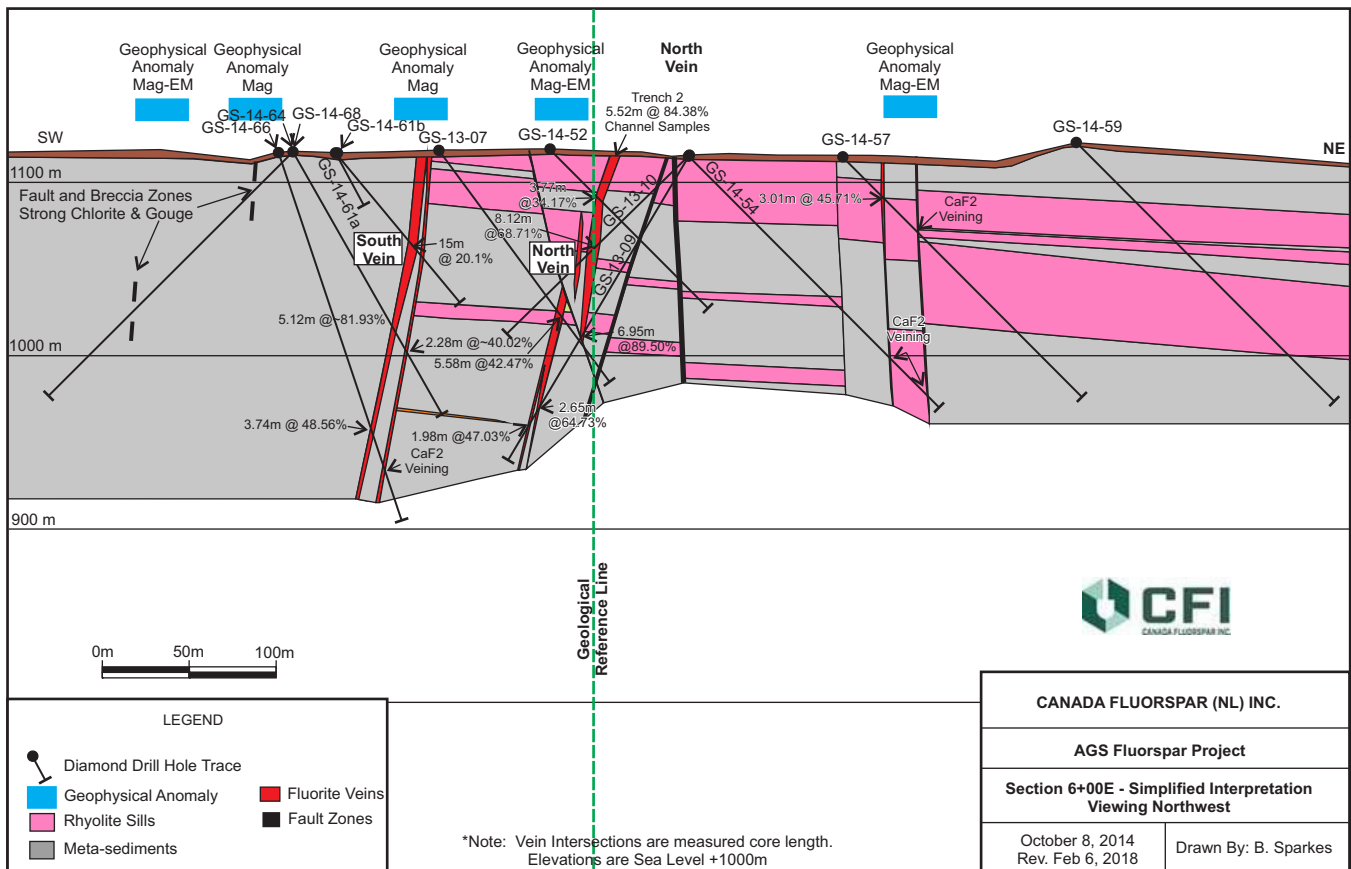 Geophysical
Anomaly
Mag-EM
Geophysical
Anomaly
Mag
Geophysical
Anomaly
Mag
Geophysical
Anomaly
Mag-EM
North
Vein
Geophysical
Anomaly
Mag-EM
Trench 2
5.52m @ 84.38%
Channel Samples
SW
GS-14-64
GS-14-66
GS-14-68
GS-14-61b
GS-13-07
GS-14-52
GS-14-57
GS-14-59
NE
1100 m
Fault and Breccia Zones
Strong Chlorite & Gouge
GS-14-61a
3.77m
@34.17%
GS-13-10
8.12m
@68.71%
GS-13-09
GS-14-54
3.01m @ 45.71%
CaF2
Veining
South
Vein
15m
@ 20.1%
North
Vein
5.12m @~81.93%
2.28m @~40.02%
5.58m @42.47%
6.95m
@89.50%
CaF2
Veining
1000 m
3.74m @ 48.56%
1.98m @47.03%
2.65m
@64.73%
CaF2
Veining
900 m
Geological
Reference Line
CFI
CANADA FLUORSPAR INC.
0m 50m 100m
LEGEND
Diamond Drill Hole Trace
Geophysical Anomaly
Rhyolite Sills
Meta-sediments
Fluorite Veins
Fault Zones
*Note: Vein Intersections are measured core length.
Elevations are Sea Level +1000m
CANADA FLUORSPAR (NL) INC.
AGS Fluorspar Project
Section 6+00E - Simplified Interpretation
Viewing Northwest
October 8, 2014
Rev. Feb 6, 2018
Drawn By: B. Sparkes